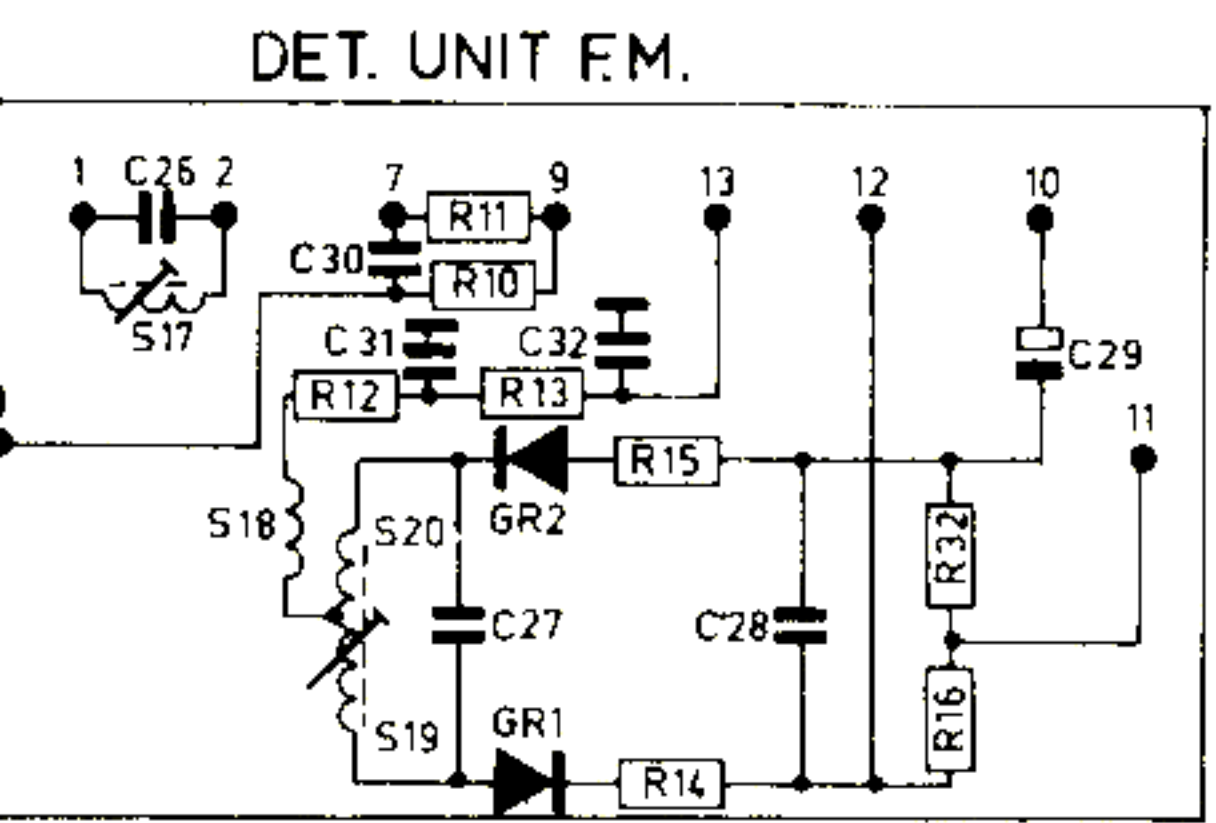 DET. UNIT F.M.
1 C26 2 7 9 13 12 10
R11
C30
R10
S17
C31 C32 C29
R12 R13
11
R15
GR2
S18 S20 R32
C27 C28
GR1 R16
S19
R14